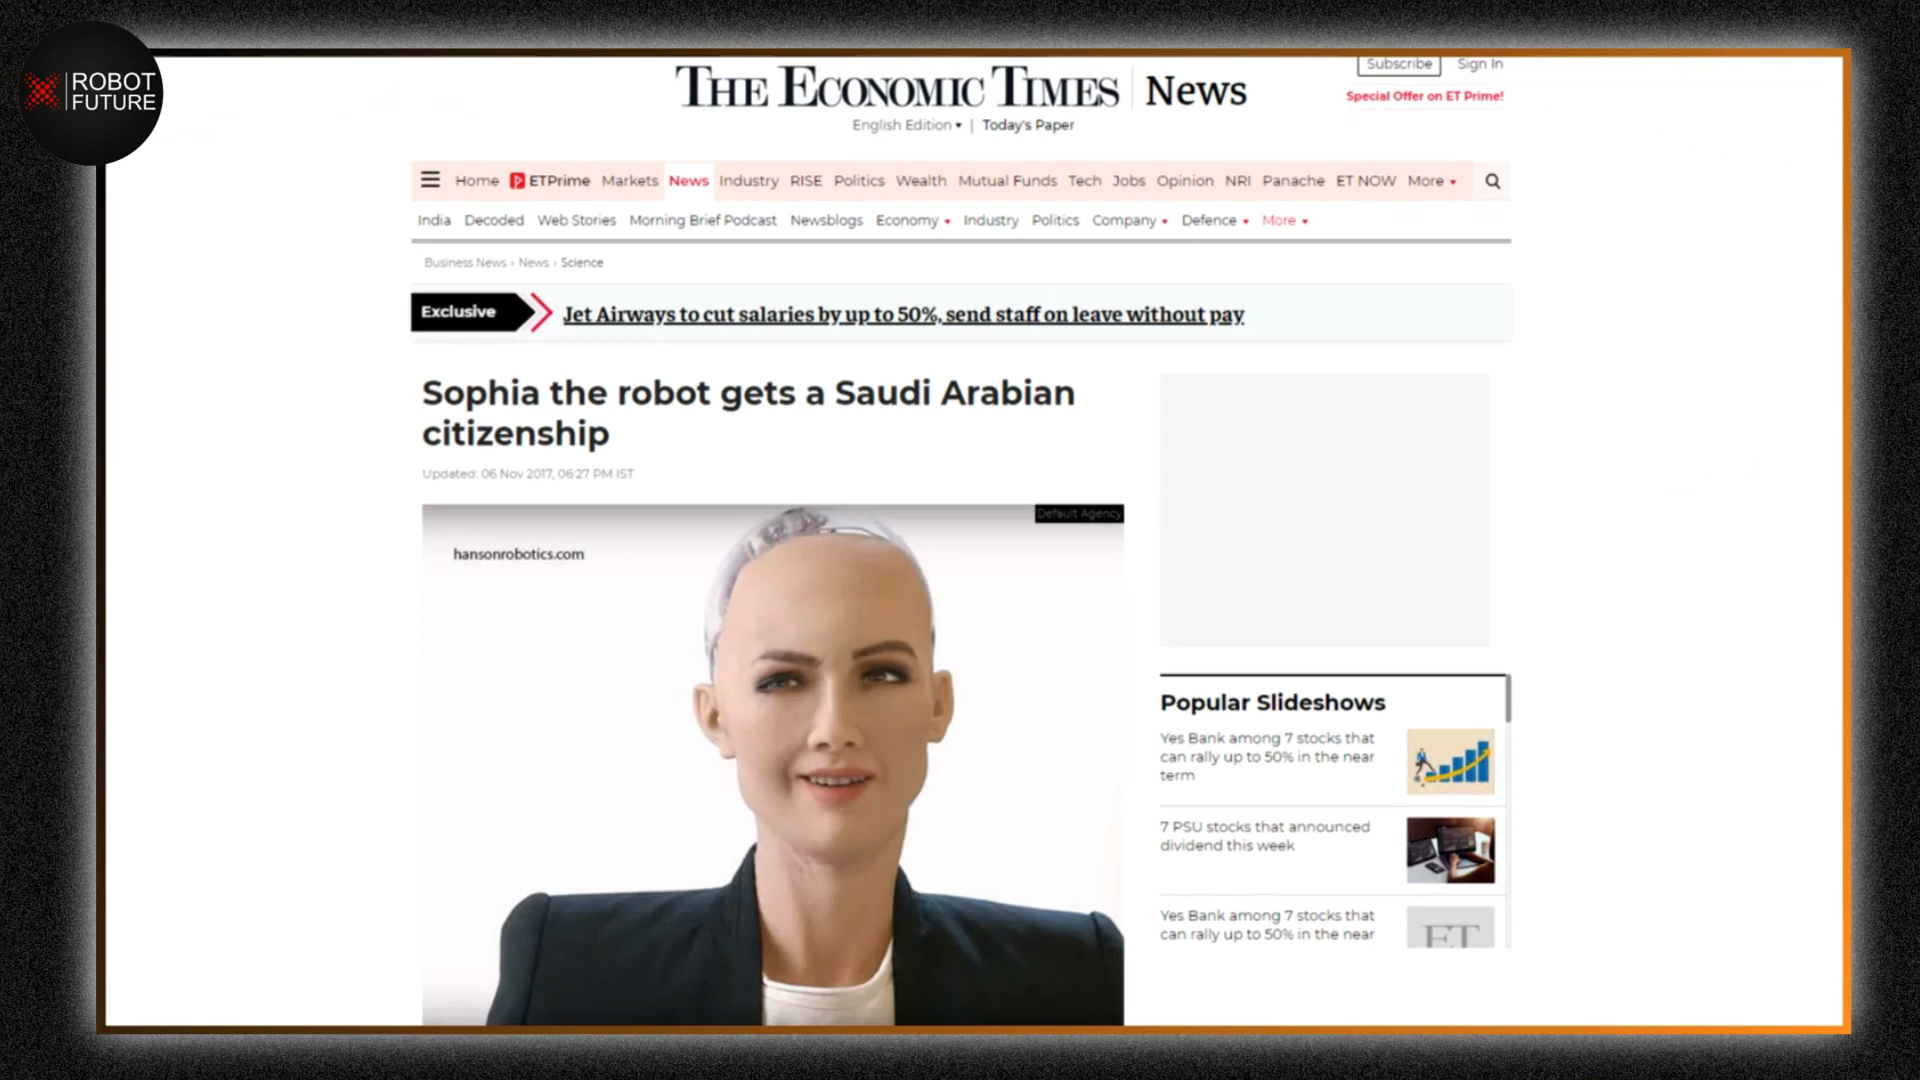 ROBOT
FUTURE
THE ECONOMIC TIMES News
Subscribe Sign In
Special Offer on ET Prime!
English Edition | Today's Paper
Home ETPrime Markets News Industry RISE Politics Wealth Mutual Funds Tech Jobs Opinion NRI Panache ET NOW More
India Decoded Web Stories Morning Brief Podcast Newsblogs Economy Industry Politics Company Defence More
Business News › News › Science
Exclusive Jet Airways to cut salaries by up to 50%, send staff on leave without pay
Sophia the robot gets a Saudi Arabian
citizenship
Updated: 06 Nov 2017, 06:27 PM IST
Default Agency
hansonrobotics.com
Popular Slideshows
Yes Bank among 7 stocks that
can rally up to 50% in the near
term
7 PSU stocks that announced
dividend this week
Yes Bank among 7 stocks that
can rally up to 50% in the near
ET